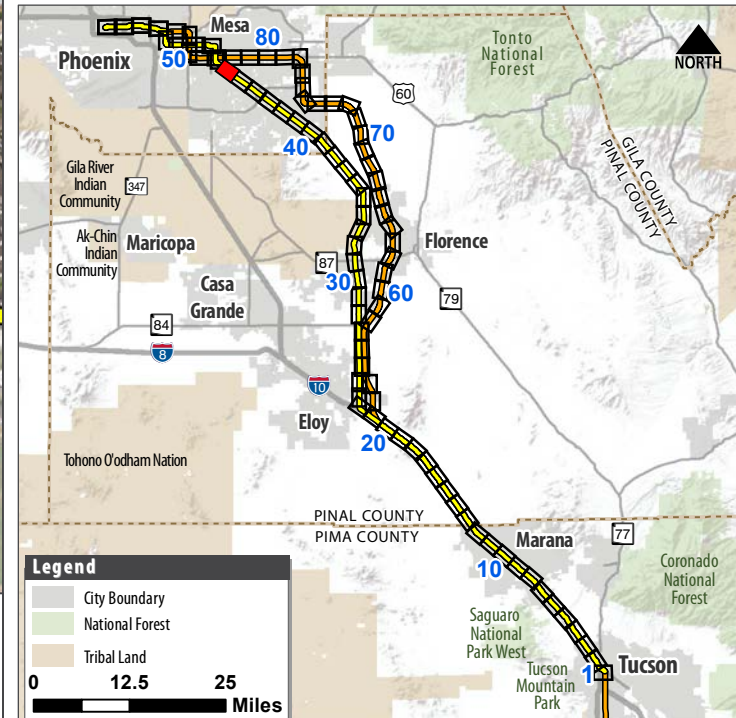 Mesa
80
Tonto
National
Forest
NORTH
Phoenix
50
60
70
40
GILA COUNTY
PINAL COUNTY
Gila River
Indian
Community
347
Ak-Chin
Indian
Community
Maricopa
Florence
87
Casa
Grande
30
60
79
84
8
10
Eloy
20
Tohono O'odham Nation
PINAL COUNTY
PIMA COUNTY
Marana
77
10
Coronado
National
Forest
Saguaro
National
Park West
Tucson
Mountain
Park
1
Tucson
Legend
City Boundary
National Forest
Tribal Land
0 12.5 25
Miles